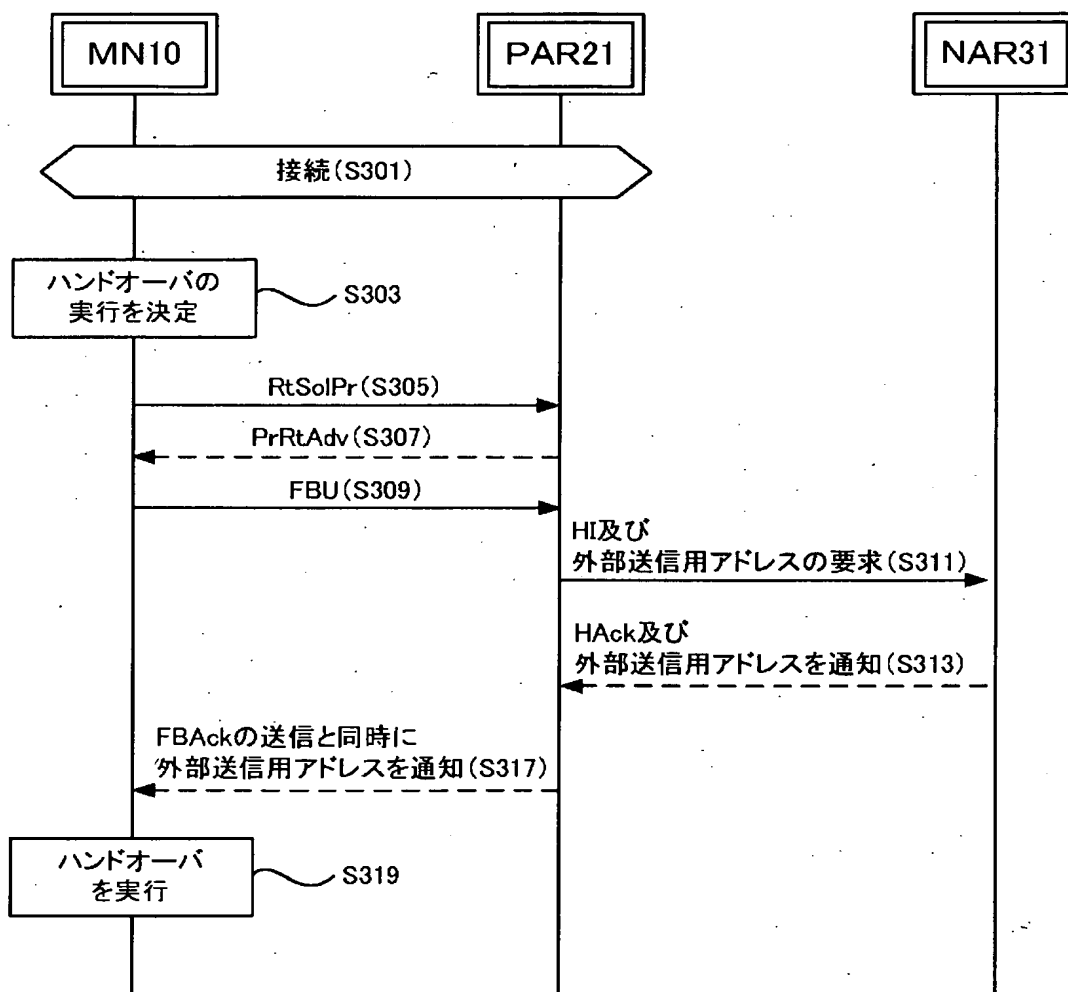 MN10
PAR21
NAR31
接続(S301)
ハンドオーバの
実行を決定
S303
RtSolPr(S305)
PrRtAdv(S307)
FBU(S309)
HI及び
外部送信用アドレスの要求(S311)
HAck及び
外部送信用アドレスを通知(S313)
FBAckの送信と同時に
外部送信用アドレスを通知(S317)
ハンドオーバ
を実行
S319